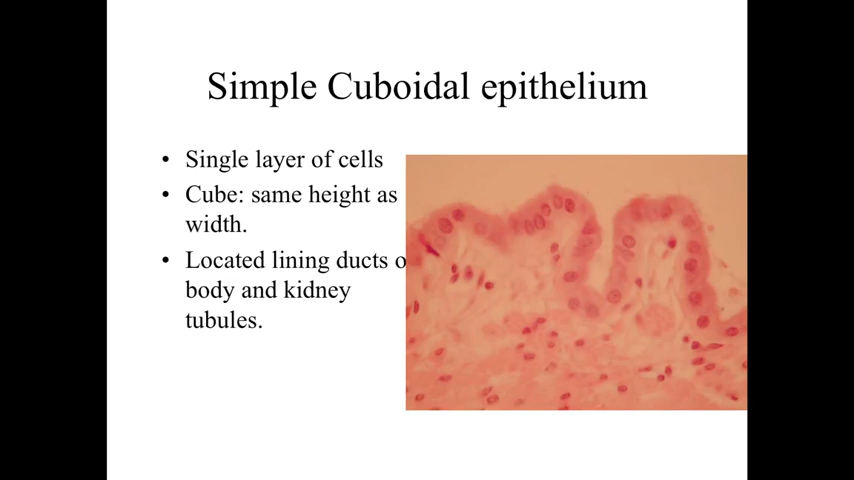 Simple Cuboidal epithelium
• Single layer of cells
• Cube: same height as
width.
• Located lining ducts o
body and kidney
tubules.